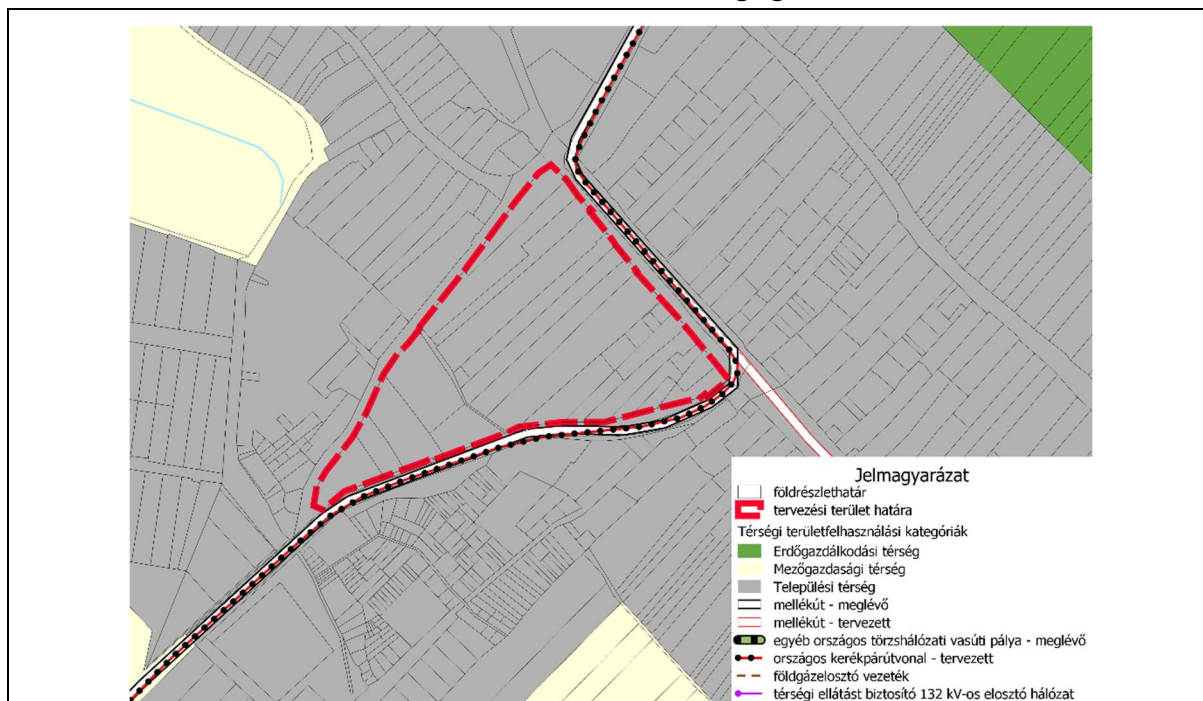 Jelmagyarázat
földrészlethatár
tervezési terület határa
Térségi területfelhasználási kategóriák
Erdőgazdálkodási térség
Mezőgazdasági térség
Települési térség
mellékút - meglévő
mellékút - tervezett
egyéb országos törzshálózati vasúti pálya - meglévő
országos kerékpárútvonal - tervezett
földgázelosztó vezeték
térségi ellátást biztosító 132 kV-os elosztó hálózat